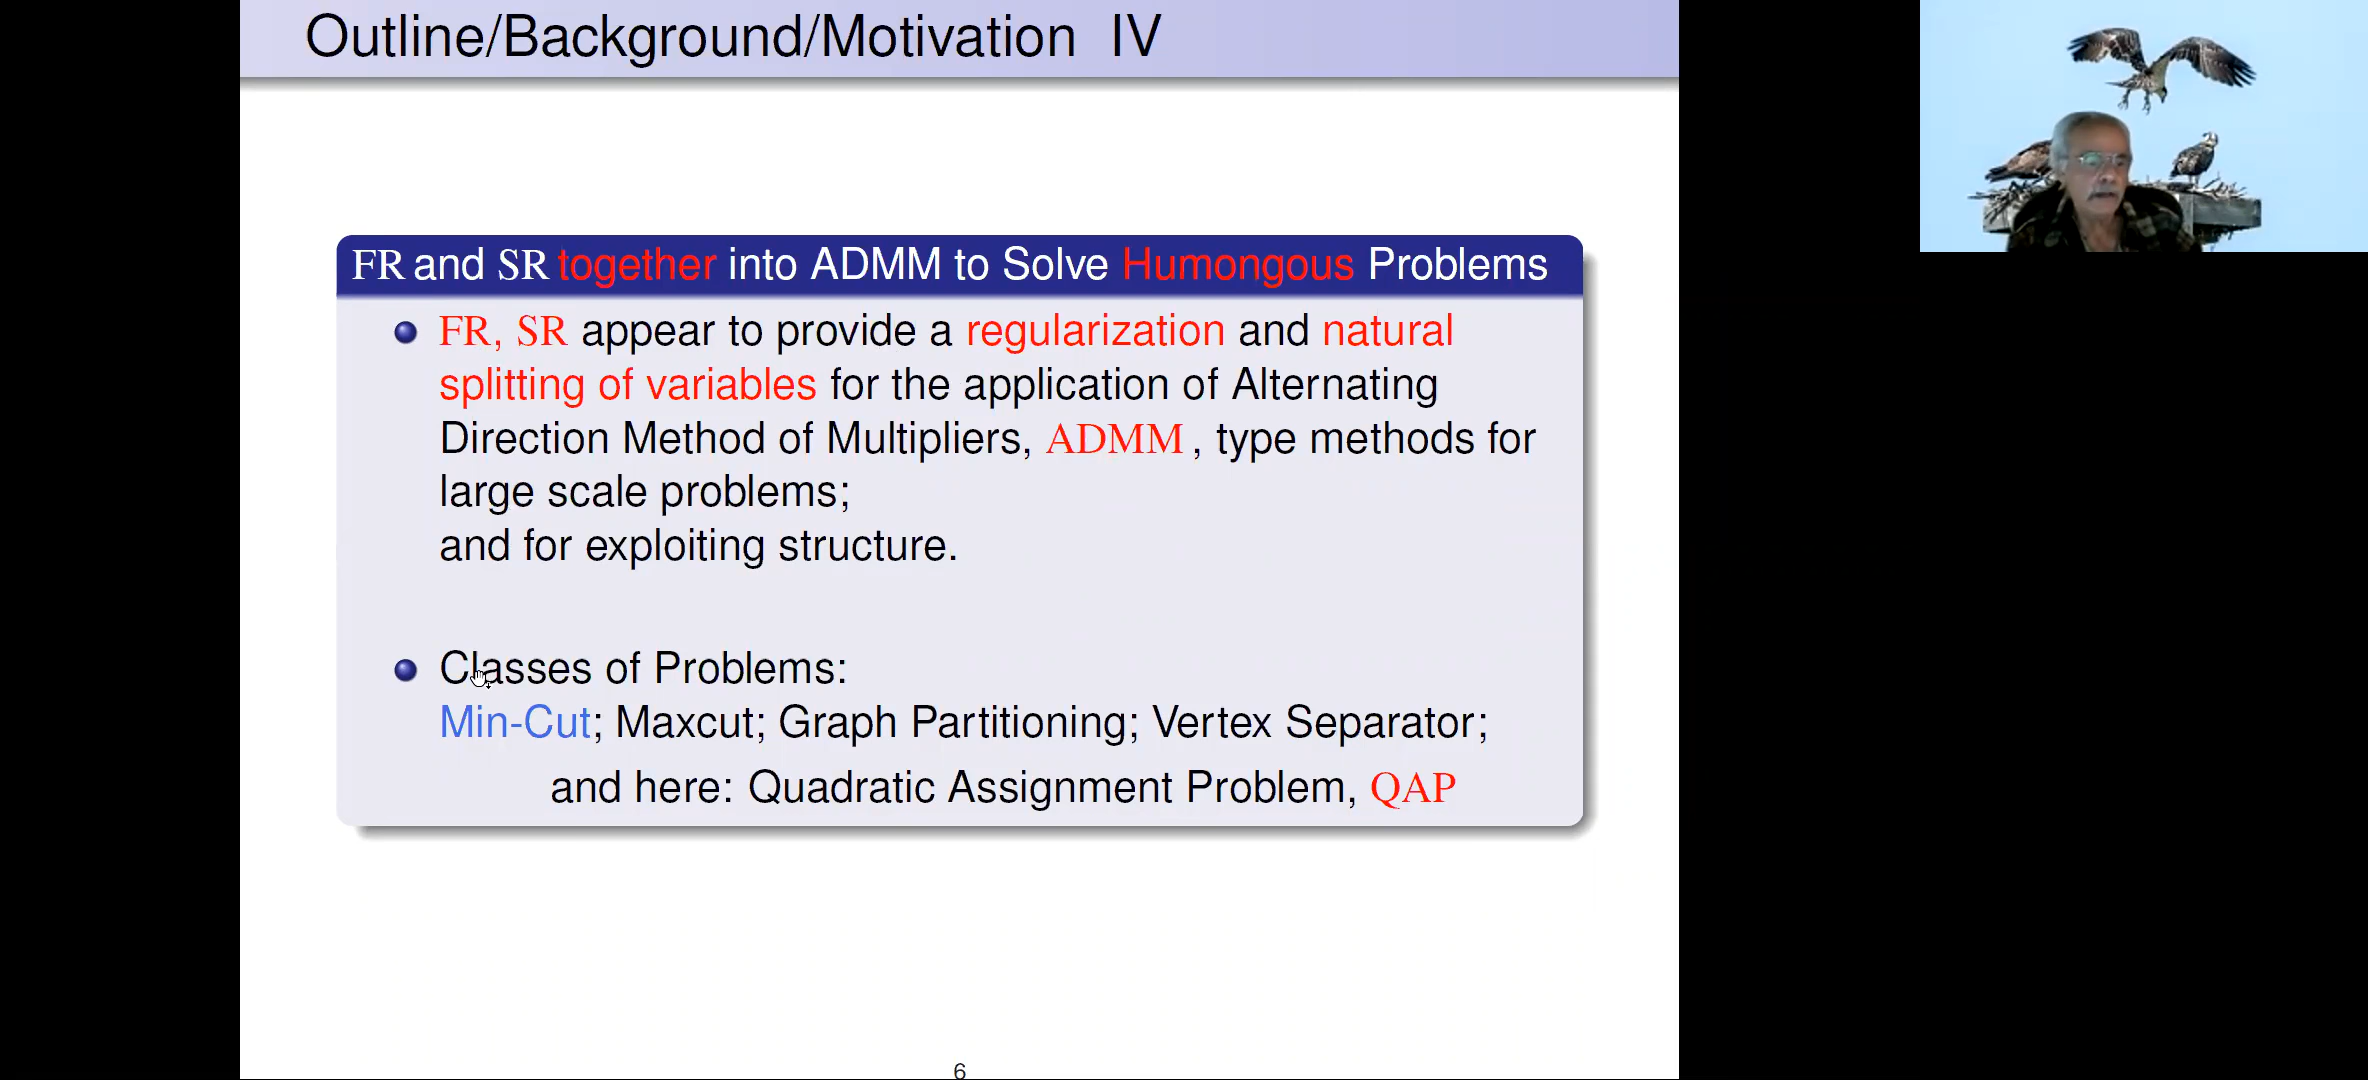 Outline/Background/Motivation IV
FR and SR together into ADMM to Solve Humongous Problems
FR, SR appear to provide a regularization and natural
splitting of variables for the application of Alternating
Direction Method of Multipliers, ADMM , type methods for
large scale problems;
and for exploiting structure.
Classes of Problems:
Min-Cut; Maxcut; Graph Partitioning; Vertex Separator;
and here: Quadratic Assignment Problem, QAP
6